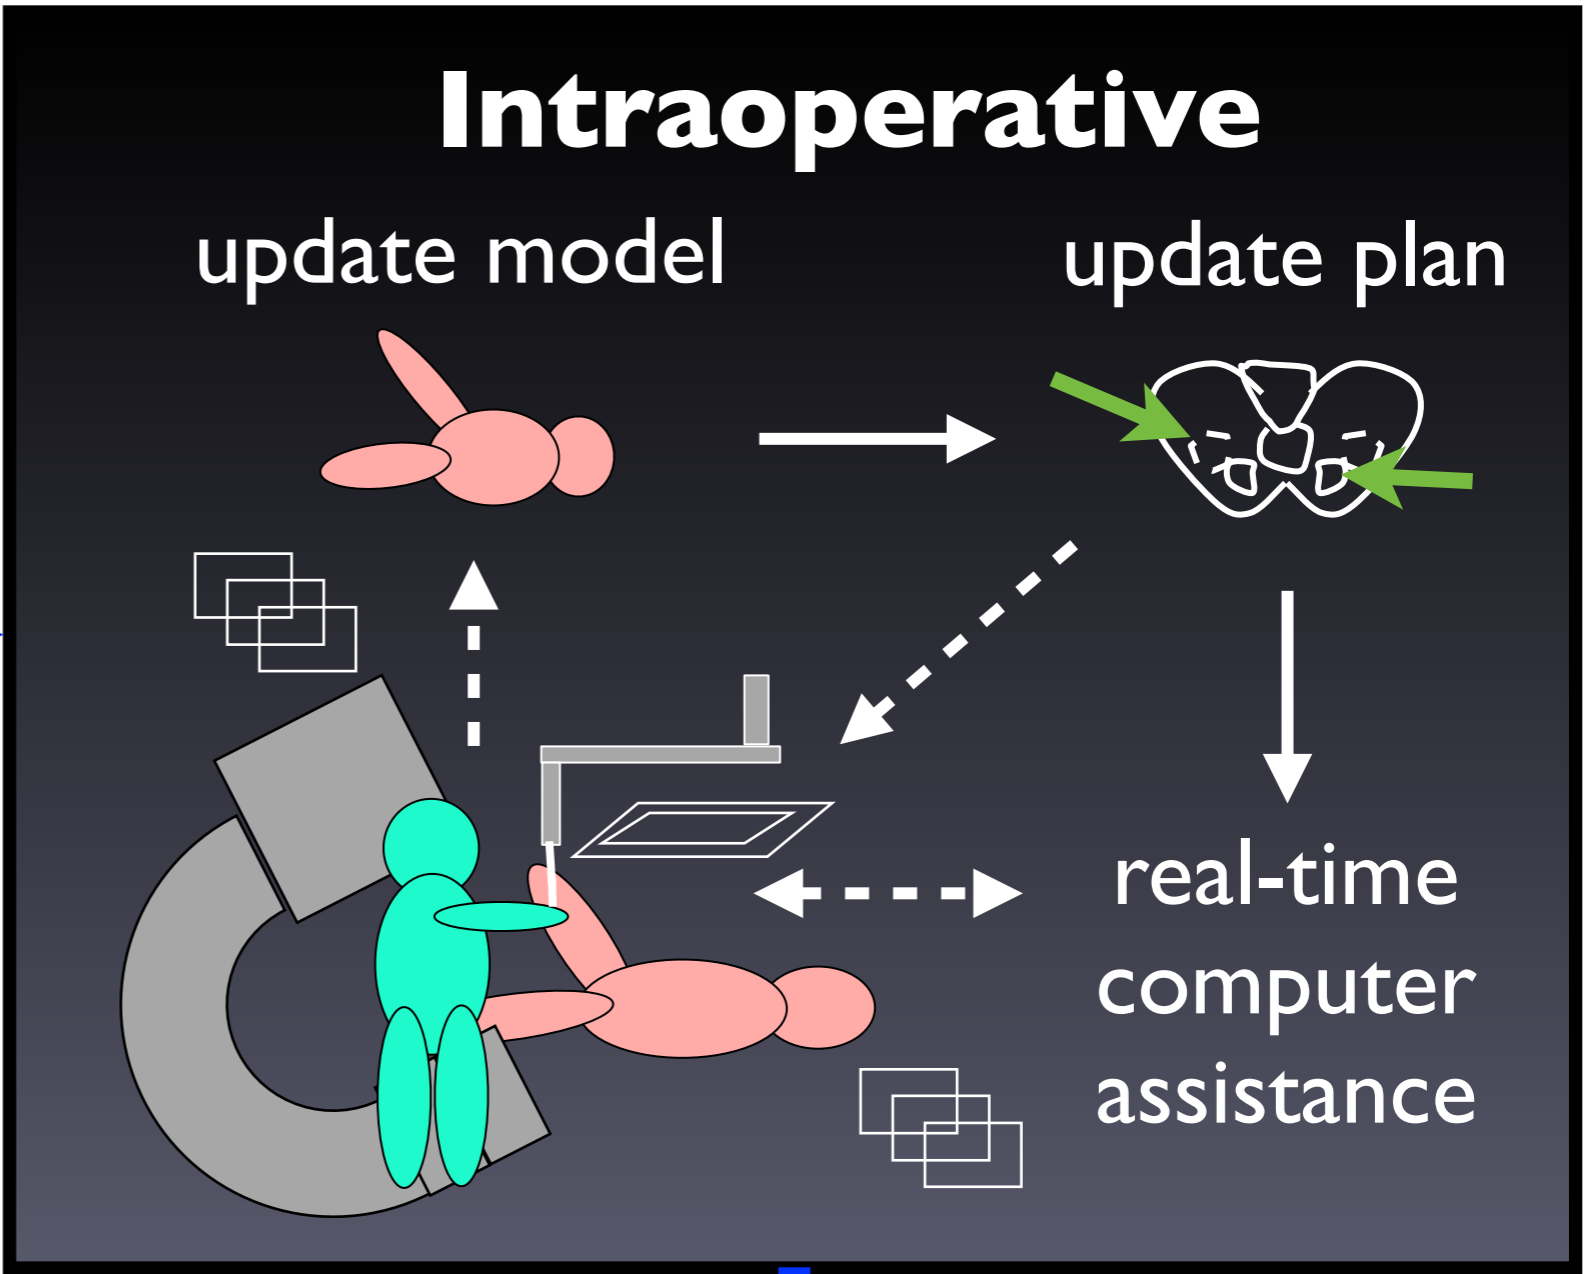 Intraoperative
update model
update plan
real-time
computer
assistance